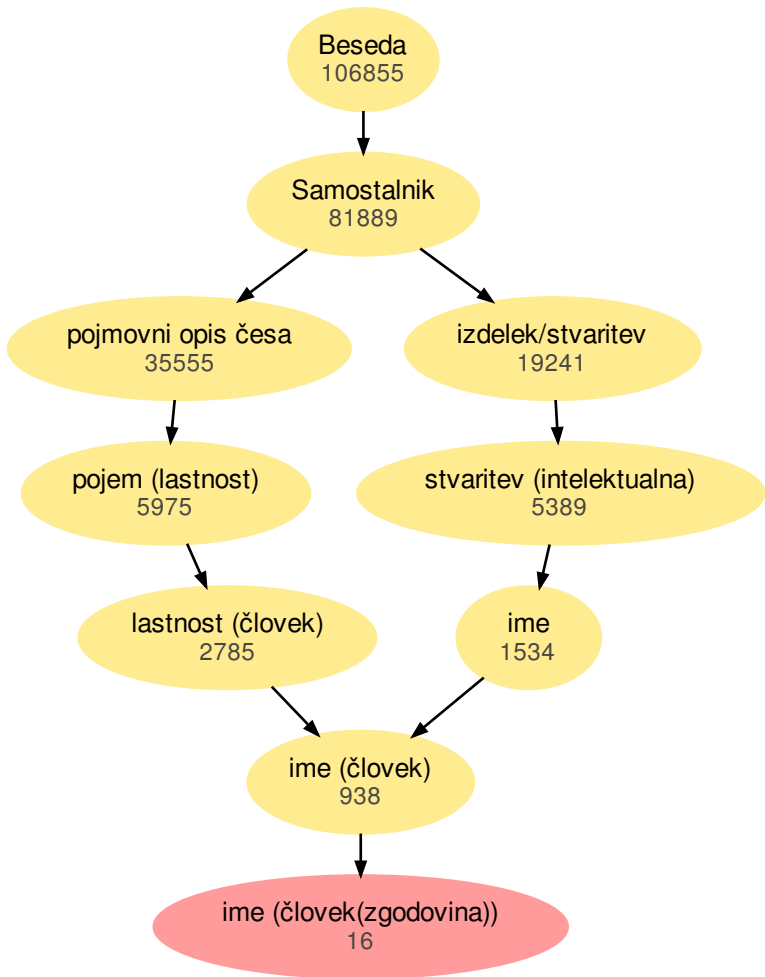 Beseda
106855
Samostalnik
81889
pojmovni opis česa
35555
izdelek/stvaritev
19241
pojem (lastnost)
5975
stvaritev (intelektualna)
5389
lastnost (človek)
2785
ime
1534
ime (človek)
938
ime (človek(zgodovina))
16